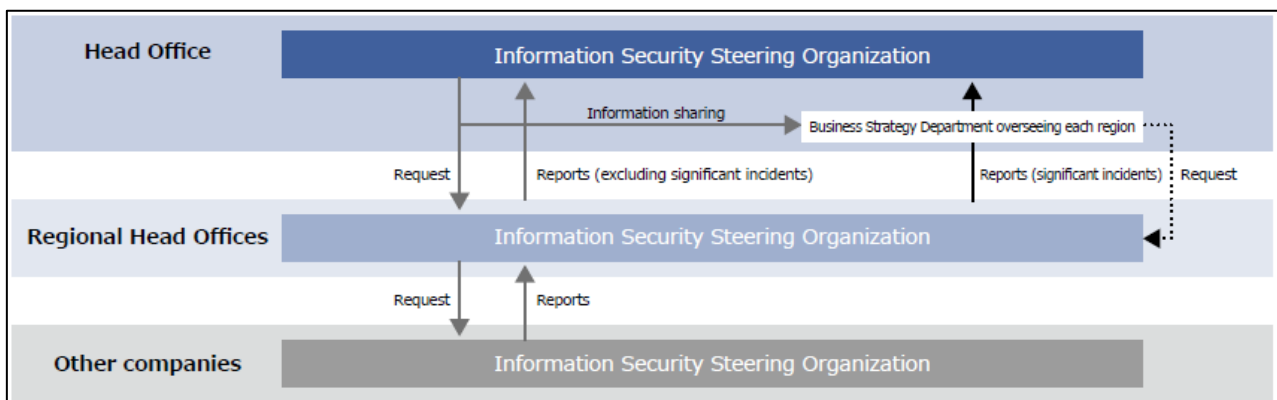 Head Office
Information Security Steering Organization
Information sharing
Business Strategy Department overseeing each region
Request
Reports (excluding significant incidents)
Reports (significant incidents)
Request
Regional Head Offices
Information Security Steering Organization
Request
Reports
Other companies
Information Security Steering Organization